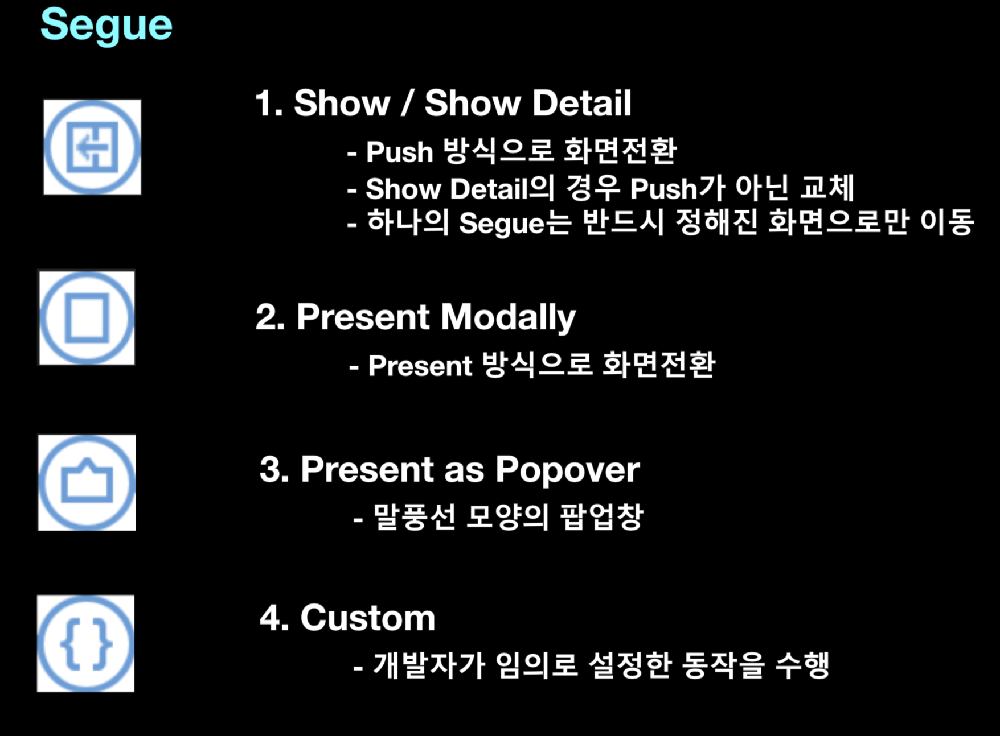 Segue
1. Show / Show Detail
- Push 방식으로 화면전환
- Show Detail의 경우 Push가 아닌 교체
- 하나의 Segue는 반드시 정해진 화면으로만 이동
2. Present Modally
- Present 방식으로 화면전환
3. Present as Popover
- 말풍선 모양의 팝업창
{ }
4. Custom
- 개발자가 임의로 설정한 동작을 수행